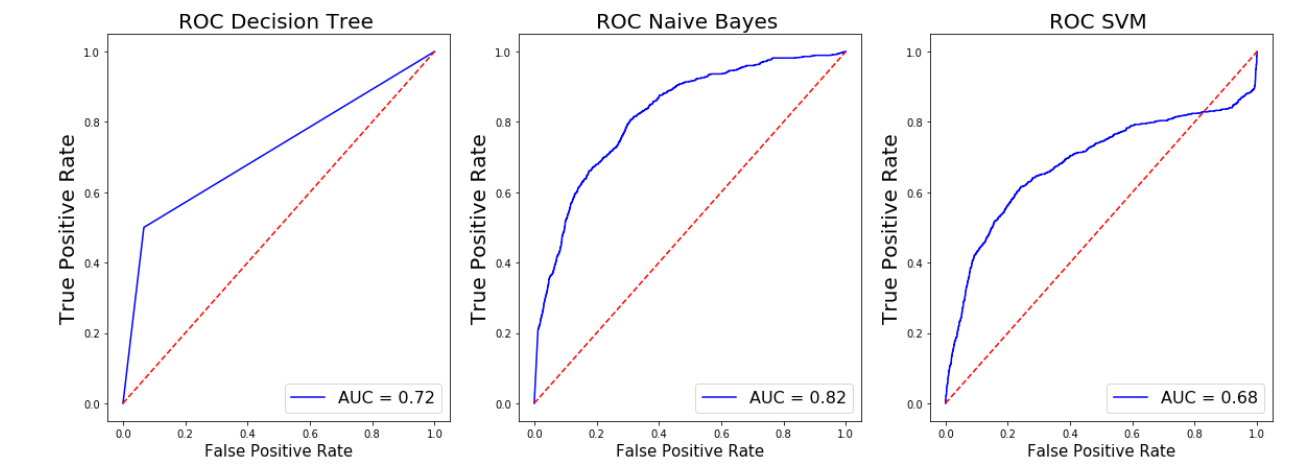 ROC Decision Tree
True Positive Rate
1.0
0.8
0.6
0.4
0.2
0.0
AUC = 0.72
0.0 0.2 0.4 0.6 0.8 1.0
False Positive Rate
ROC Naive Bayes
True Positive Rate
1.0
0.8
0.6
0.4
0.2
0.0
AUC = 0.82
0.0 0.2 0.4 0.6 0.8 1.0
False Positive Rate
ROC SVM
True Positive Rate
1.0
0.8
0.6
0.4
0.2
0.0
AUC = 0.68
0.0 0.2 0.4 0.6 0.8 1.0
False Positive Rate